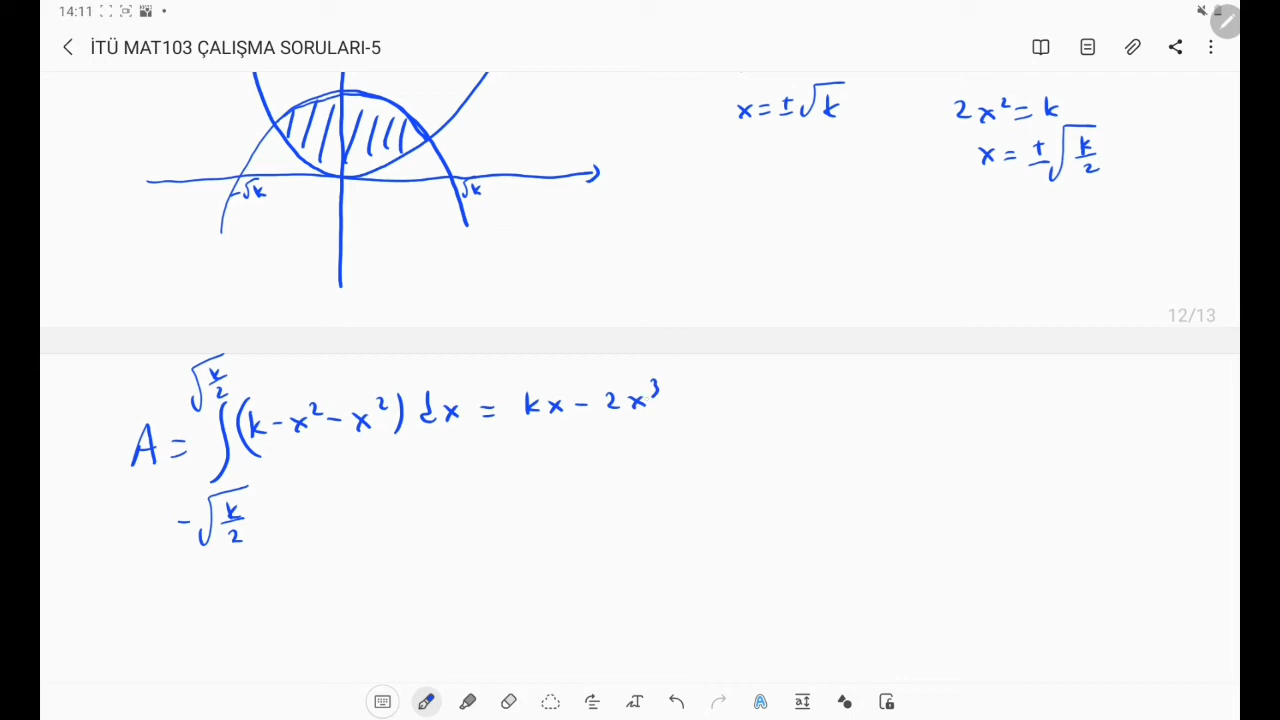 14:11
İTÜ MAT103 ÇALIŞMA SORULARI-5
x = ±√k
2x² = k
x = ±√(k/2)
-√k
√k
12/13
A = ∫_{-√(k/2)}^{√(k/2)} (k - x² - x²) dx = kx - 2x³